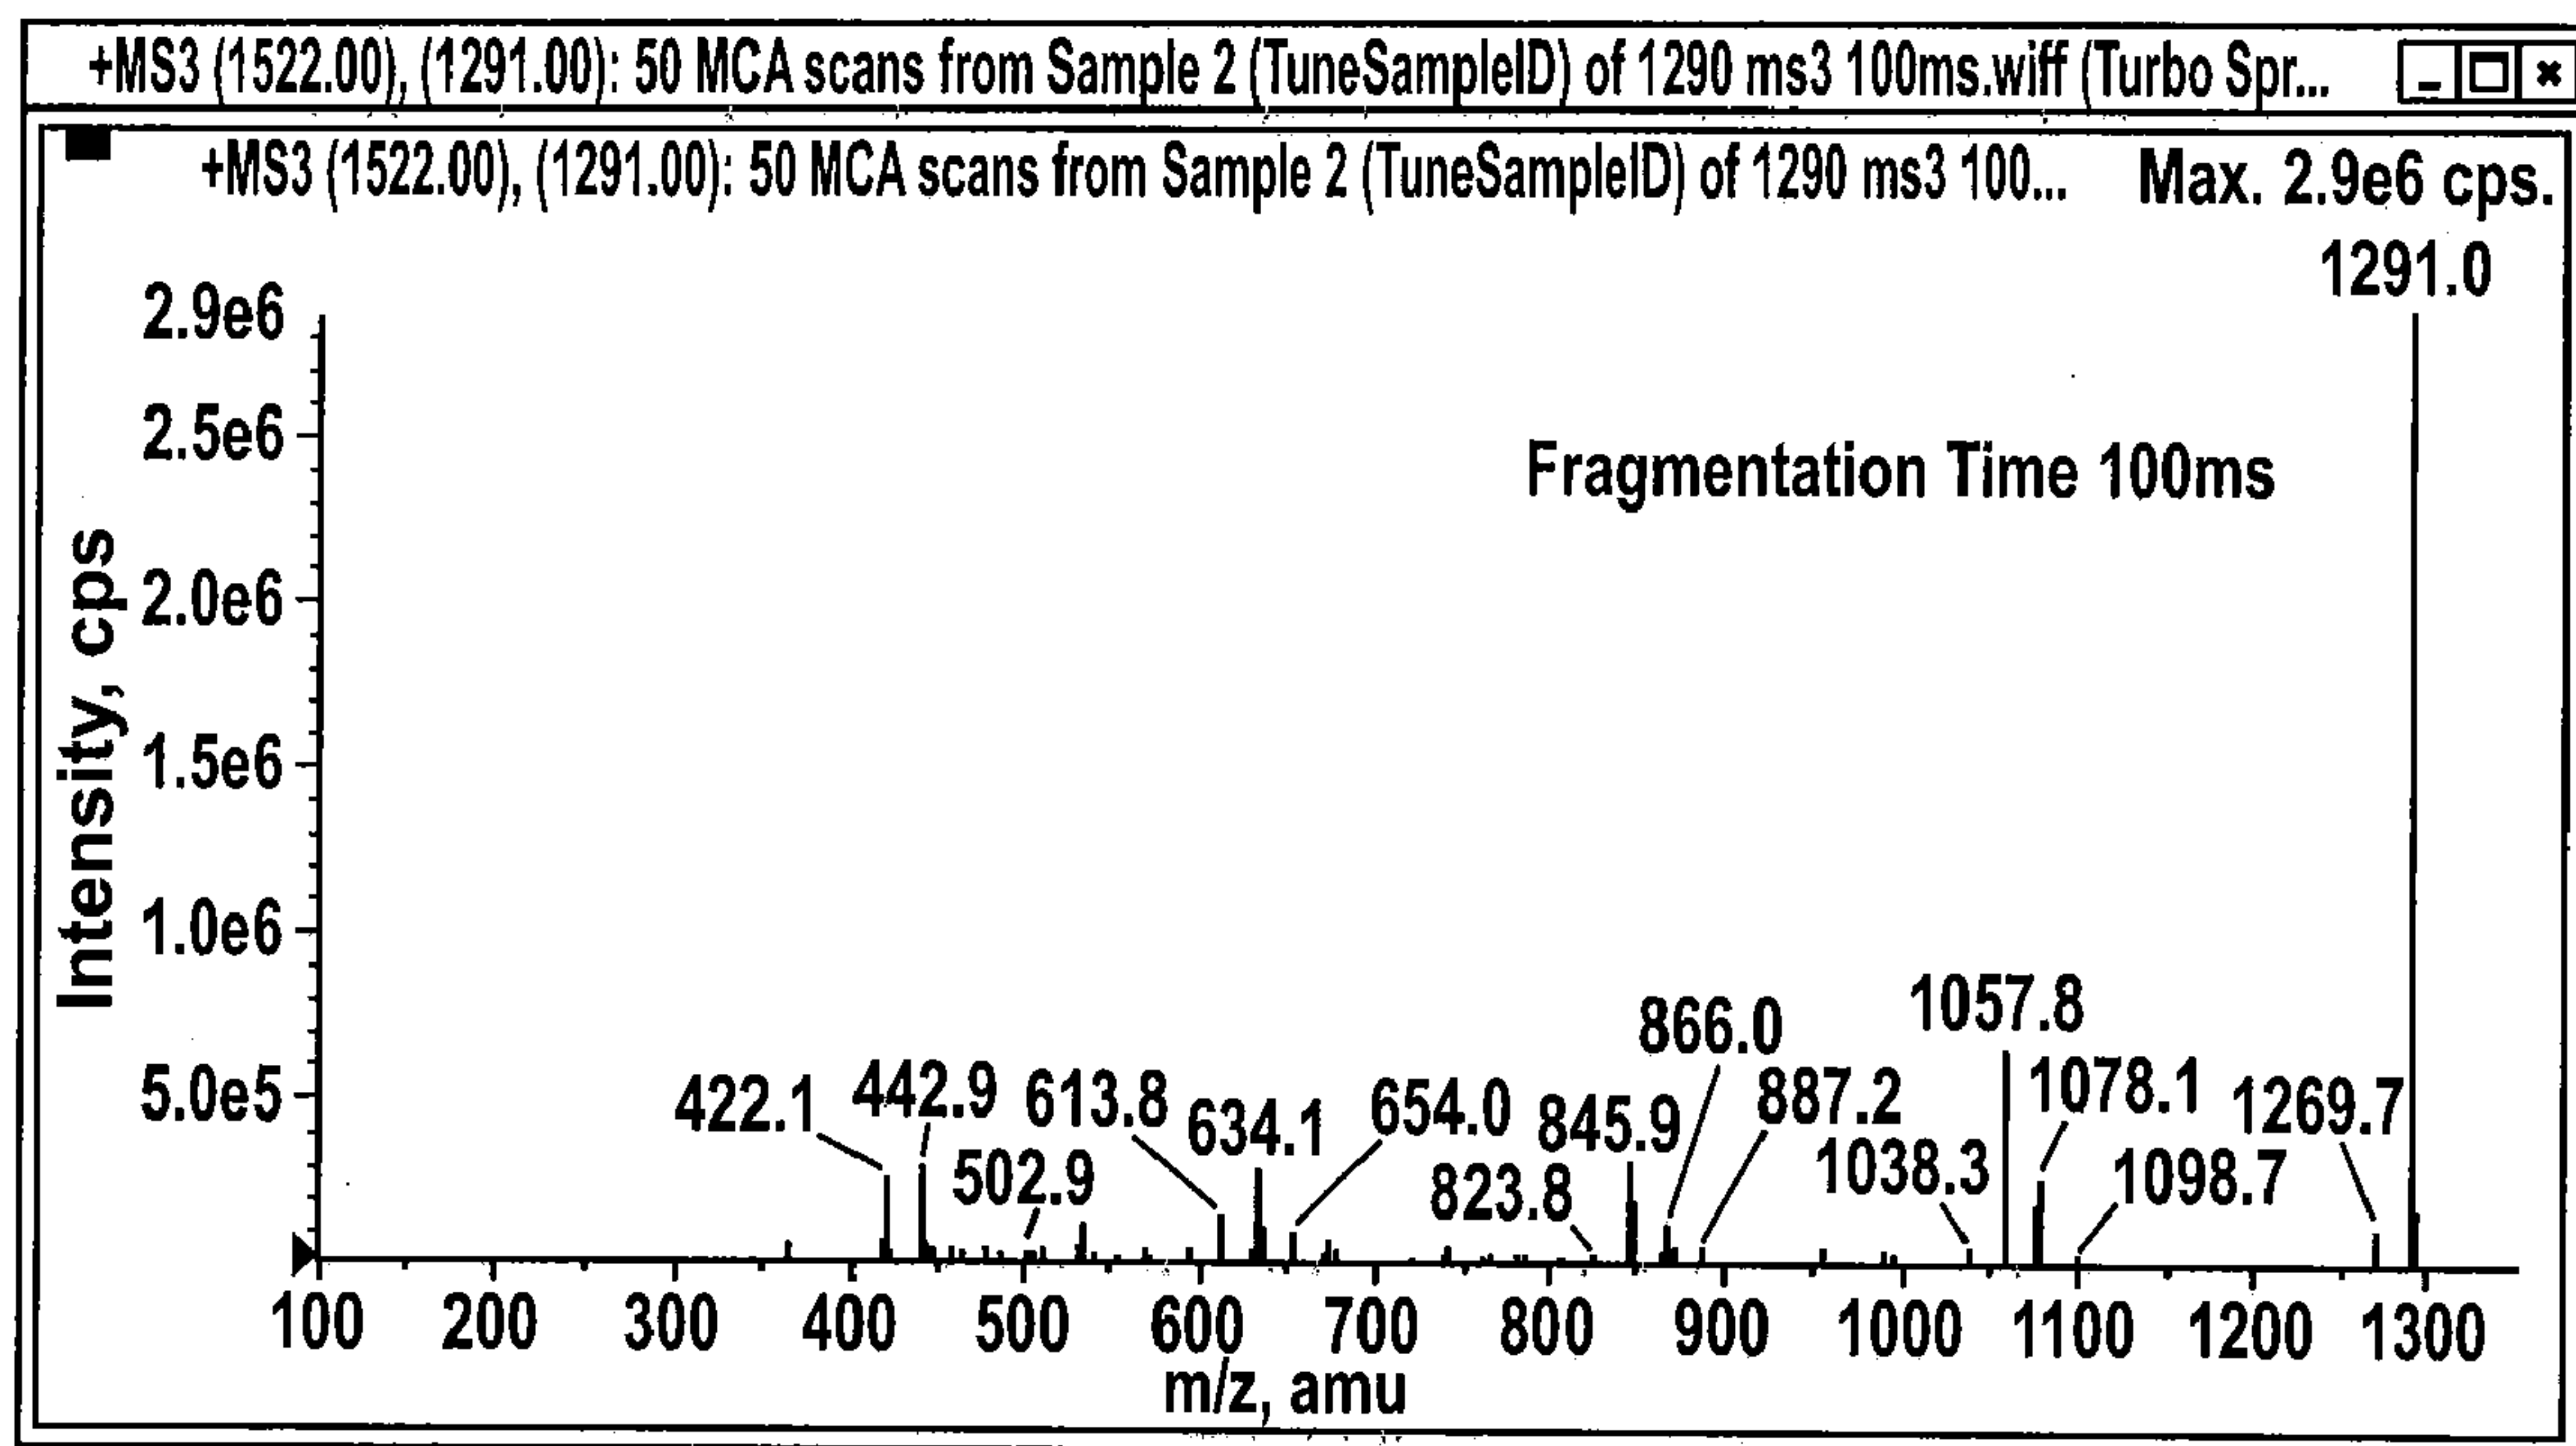 +MS3 (1522.00), (1291.00): 50 MCA scans from Sample 2 (TuneSampleID) of 1290 ms3 100ms.wiff (Turbo Spr...
+MS3 (1522.00), (1291.00): 50 MCA scans from Sample 2 (TuneSampleID) of 1290 ms3 100... Max. 2.9e6 cps.
1291.0
2.9e6
2.5e6
Fragmentation Time 100ms
2.0e6
Intensity, cps
1.5e6
1.0e6
1057.8
866.0
5.0e5
422.1 442.9 613.8 634.1 654.0 845.9 887.2 1078.1 1269.7
502.9 823.8 1038.3 1098.7
100 200 300 400 500 600 700 800 900 1000 1100 1200 1300
m/z, amu